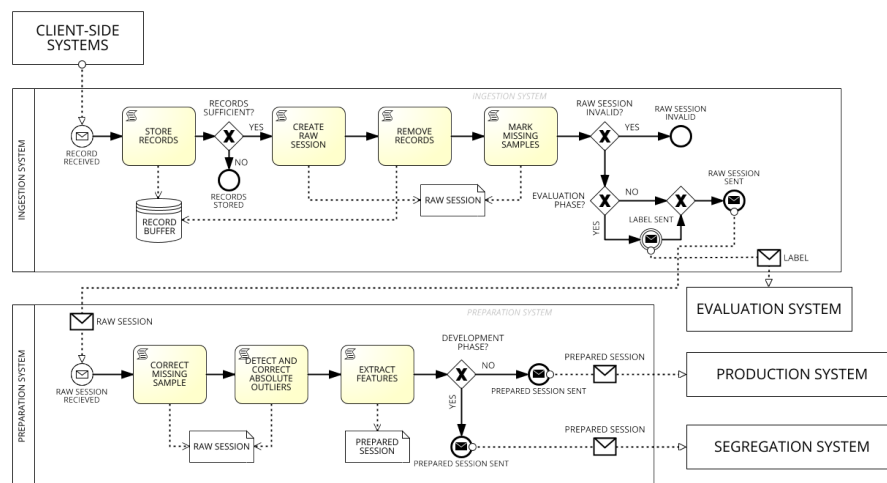 CLIENT-SIDE
SYSTEMS
INGESTION SYSTEM
INGESTION SYSTEM
RECORD
RECEIVED
STORE
RECORDS
RECORDS
SUFFICIENT?
YES
NO
RECORDS
STORED
CREATE
RAW
SESSION
REMOVE
RECORDS
MARK
MISSING
SAMPLES
RAW SESSION
INVALID?
YES
RAW SESSION
INVALID
RECORD
BUFFER
RAW SESSION
EVALUATION
PHASE?
NO
YES
LABEL SENT
RAW SESSION
SENT
LABEL
EVALUATION SYSTEM
PREPARATION SYSTEM
PREPARATION SYSTEM
RAW SESSION
RAW SESSION
RECIEVED
CORRECT
MISSING
SAMPLE
DETECT AND
CORRECT
ABSOLUTE
OUTLIERS
EXTRACT
FEATURES
DEVELOPMENT
PHASE?
NO
YES
PREPARED SESSION SENT
PREPARED SESSION
PRODUCTION SYSTEM
RAW SESSION
PREPARED
SESSION
PREPARED SESSION SENT
PREPARED SESSION
SEGREGATION SYSTEM